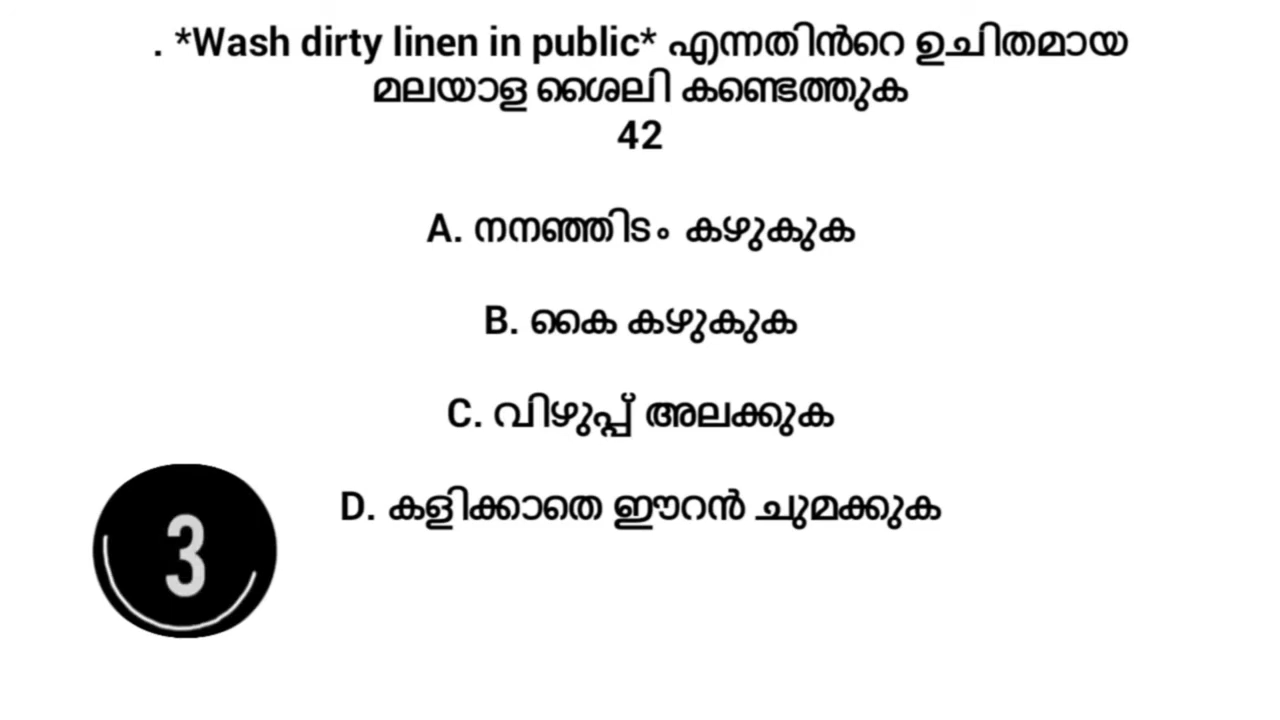 . *Wash dirty linen in public* എന്നതിൻറെ ഉചിതമായ
മലയാള ശൈലി കണ്ടെത്തുക
42
A. നനഞ്ഞിടം കഴുകുക
B. കൈ കഴുകുക
C. വിഴുപ്പ് അലക്കുക
D. കളിക്കാതെ ഈറൻ ചുമക്കുക
3